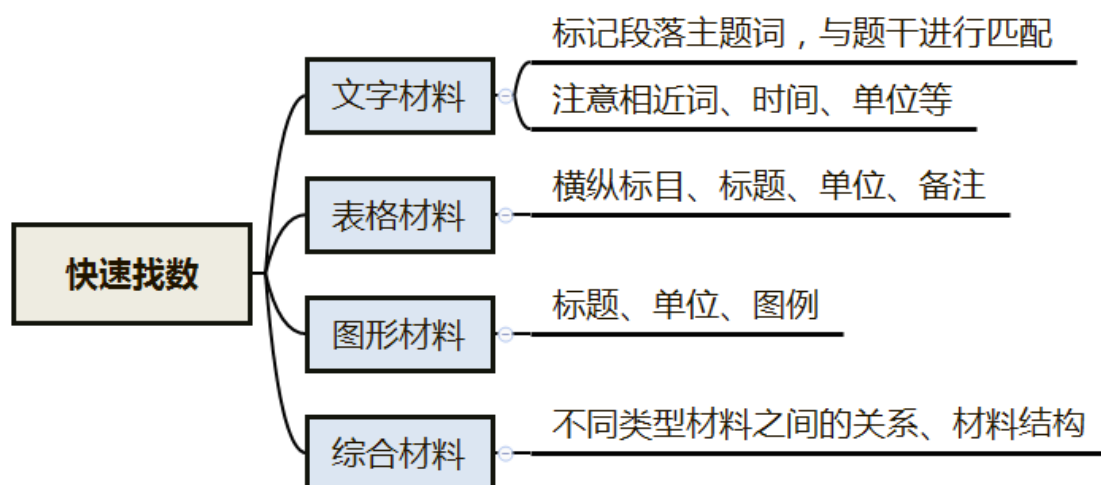 标记段落主题词，与题干进行匹配
文字材料
注意相近词、时间、单位等
横纵标目、标题、单位、备注
表格材料
快速找数
标题、单位、图例
图形材料
不同类型材料之间的关系、材料结构
综合材料